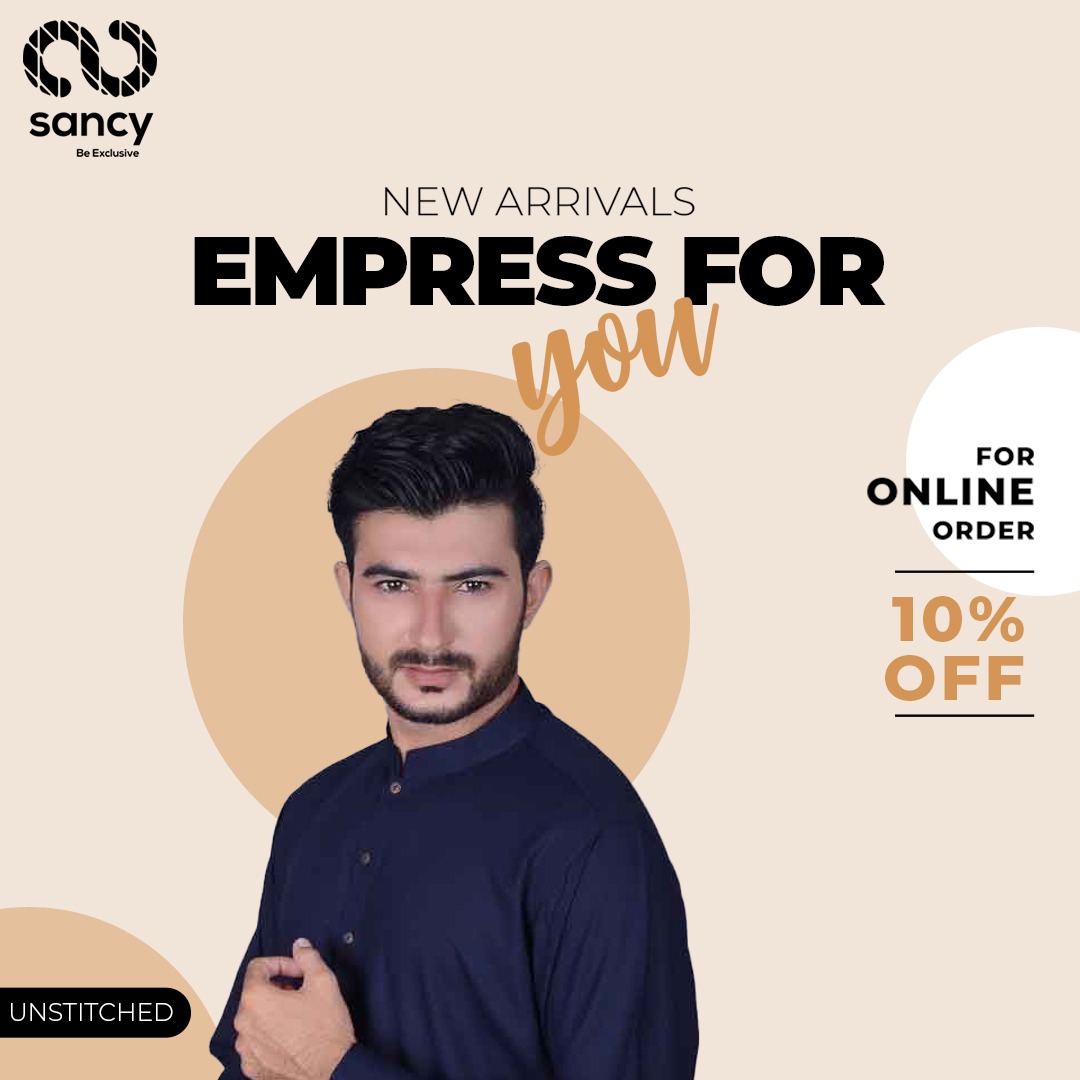 sancy
Be Exclusive
NEW ARRIVALS
EMPRESS FOR
you
FOR
ONLINE
ORDER
10%
OFF
UNSTITCHED